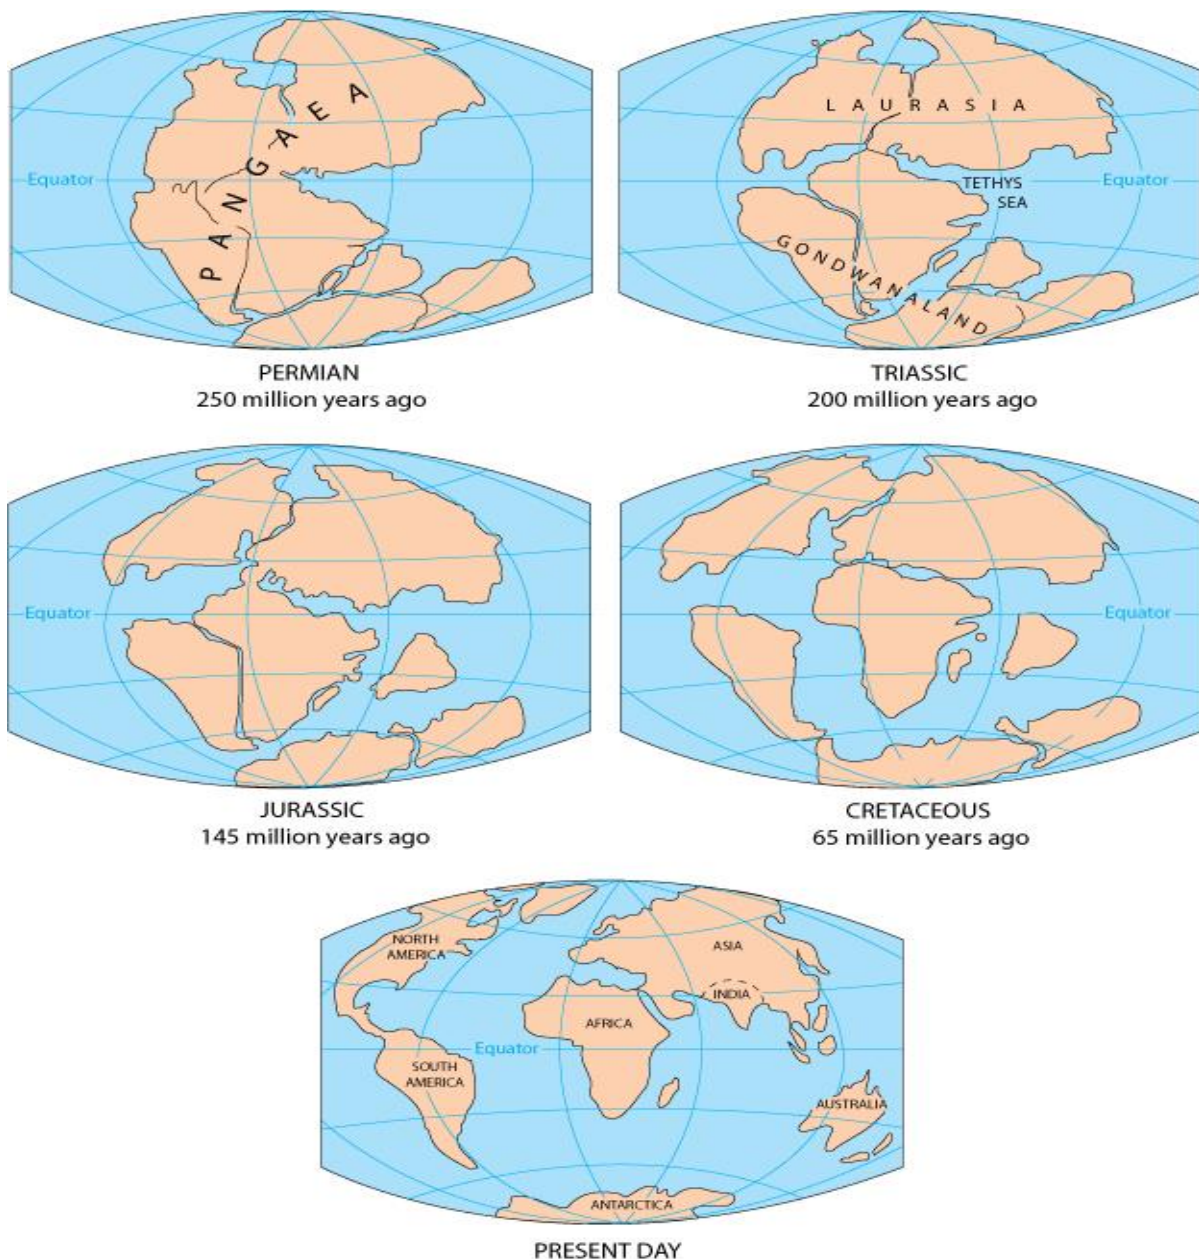 PANGAEA
Equator
PERMIAN
250 million years ago
LAURASIA
TETHYS
SEA
Equator
GONDWANALAND
TRIASSIC
200 million years ago
Equator
JURASSIC
145 million years ago
Equator
CRETACEOUS
65 million years ago
NORTH
AMERICA
ASIA
INDIA
AFRICA
Equator
SOUTH
AMERICA
AUSTRALIA
ANTARCTICA
PRESENT DAY